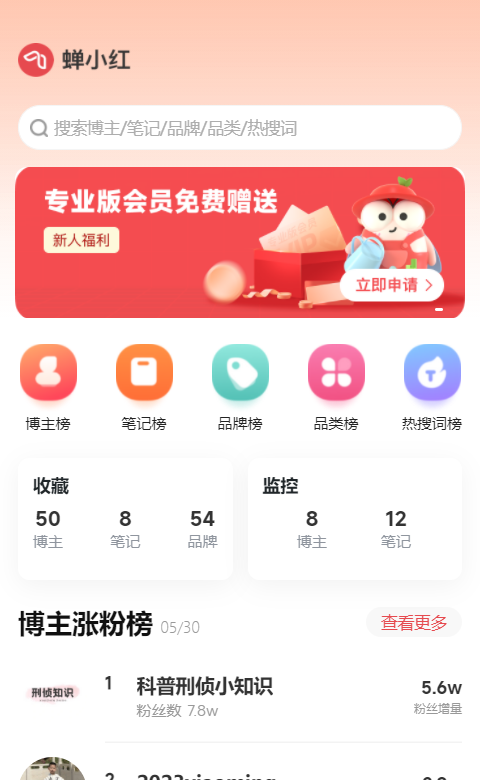 蝉小红
搜索博主/笔记/品牌/品类/热搜词
专业版会员免费赠送
新人福利
VIP
立即申请
博主榜 笔记榜 品牌榜 品类榜 热搜词榜
收藏 监控
50 8 54 8 12
博主 笔记 品牌 博主 笔记
博主涨粉榜 05/30 查看更多
刑侦知识
1 科普刑侦小知识 5.6w
粉丝数 7.8w 粉丝增量
2 2023xiaoming